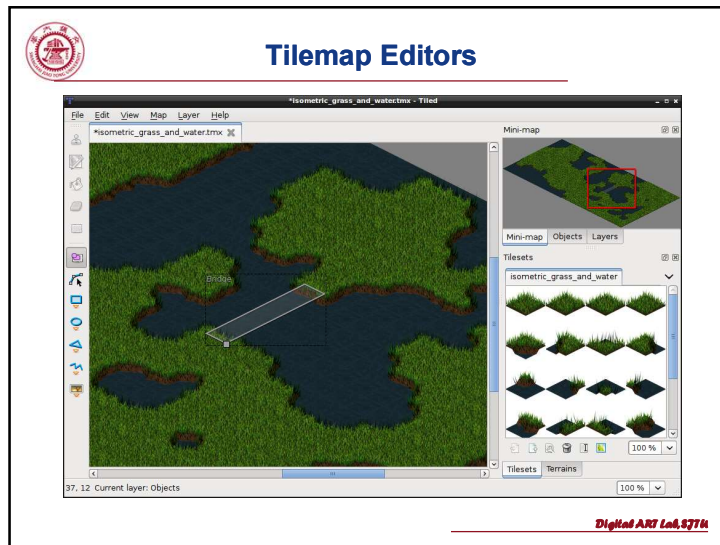 Tilemap Editors
*isometric_grass_and_water.tmx - Tiled
File Edit View Map Layer Help
*isometric_grass_and_water.tmx
Mini-map
Bridge
Mini-map Objects Layers
Tilesets
isometric_grass_and_water
100 %
Tilesets Terrains
37, 12 Current layer: Objects
100 %
Digital ART Lab,SJTU